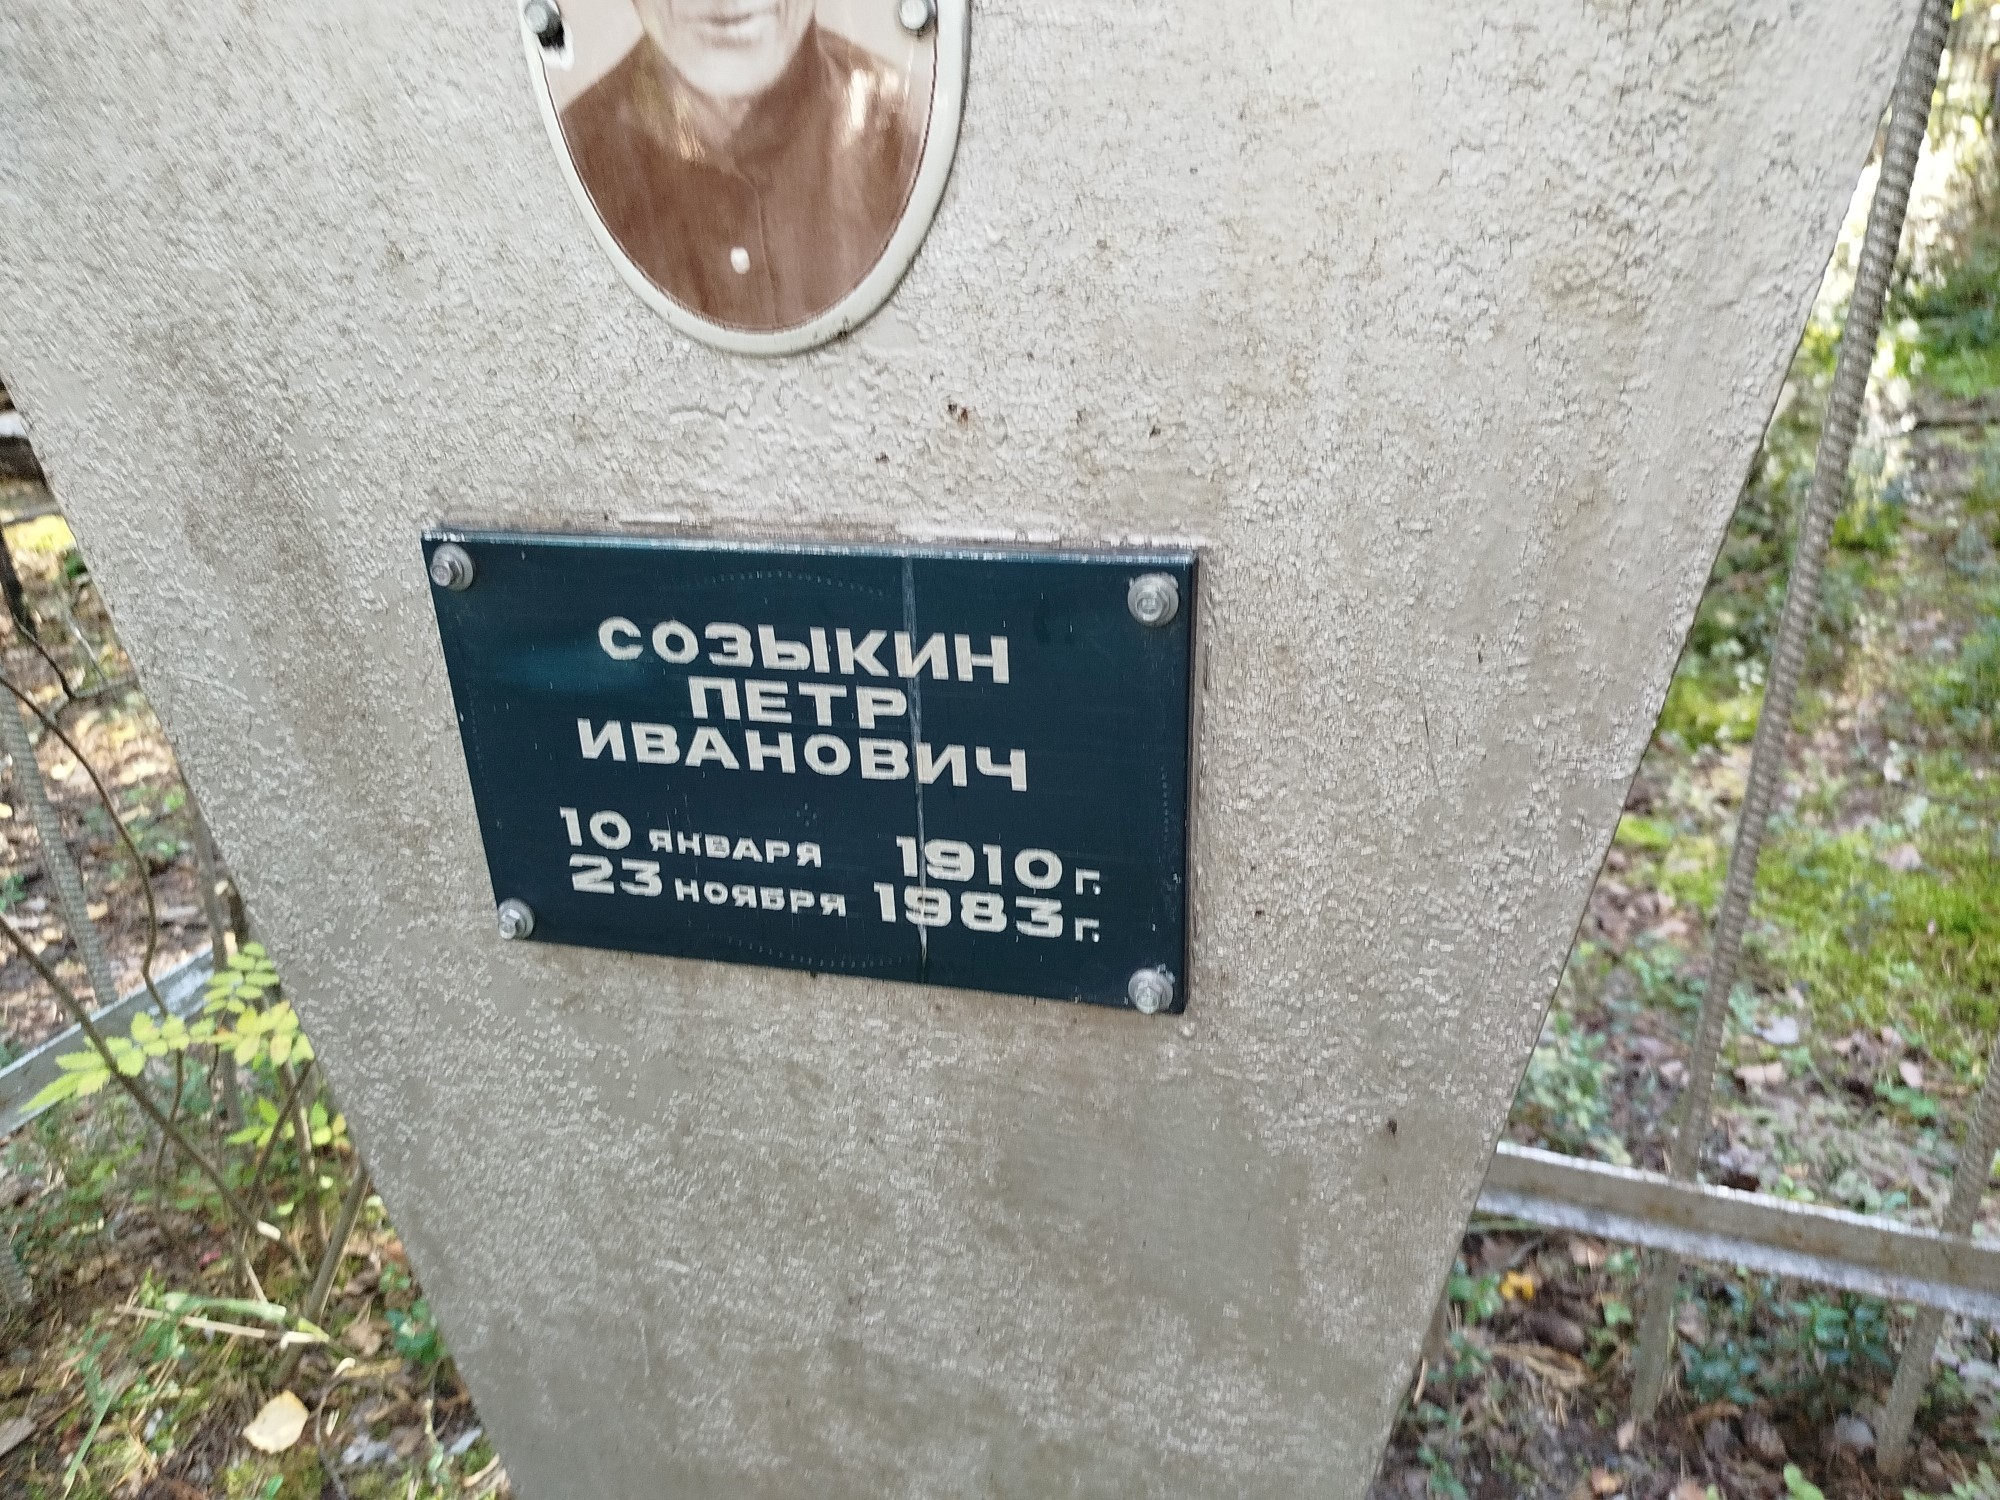 СОЗЫКИН
ПЕТР
ИВАНОВИЧ
10 ЯНВАРЯ 1910 Г.
23 НОЯБРЯ 1983 Г.